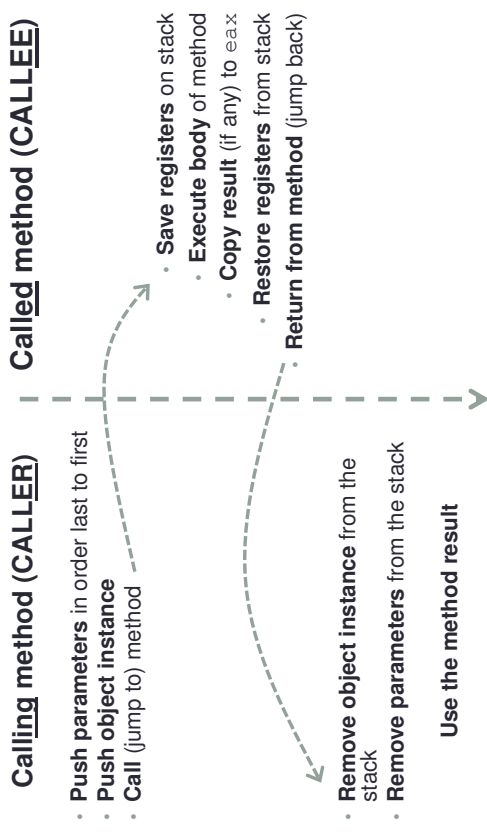 Calling method (CALLER)
• Push parameters in order last to first
• Push object instance
• Call (jump to) method
Called method (CALLEE)
• Save registers on stack
• Execute body of method
• Copy result (if any) to eax
• Restore registers from stack
• Return from method (jump back)
• Remove object instance from the
stack
• Remove parameters from the stack
Use the method result